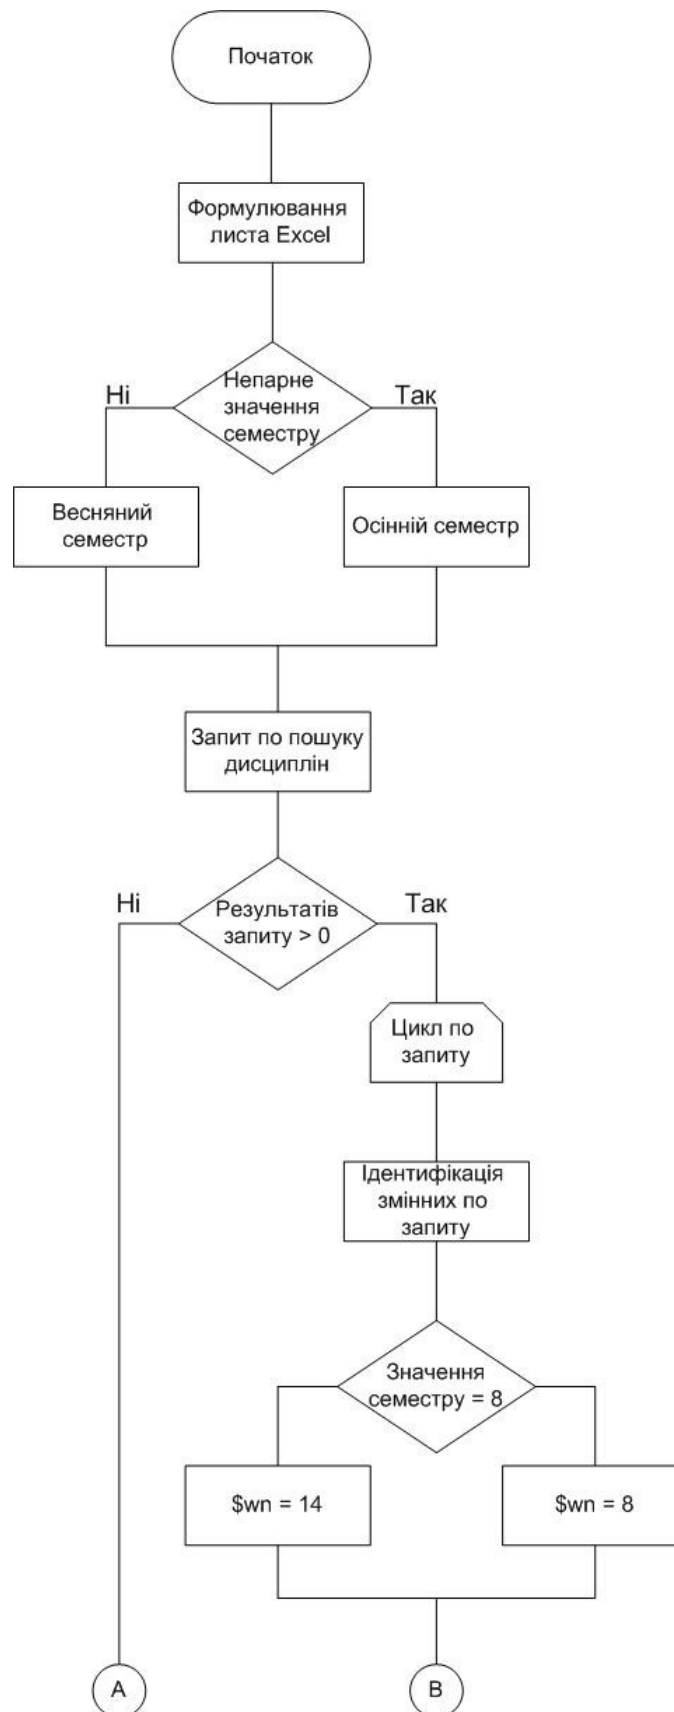 Початок
Формулювання
листа Excel
Ні
Непарне
значення
семестру
Так
Весняний
семестр
Осінній семестр
Запит по пошуку
дисциплін
Ні
Результатів
запиту > 0
Так
Цикл по
запиту
Ідентифікація
змінних по
запиту
Значення
семестру = 8
$wn = 14
$wn = 8
A
B